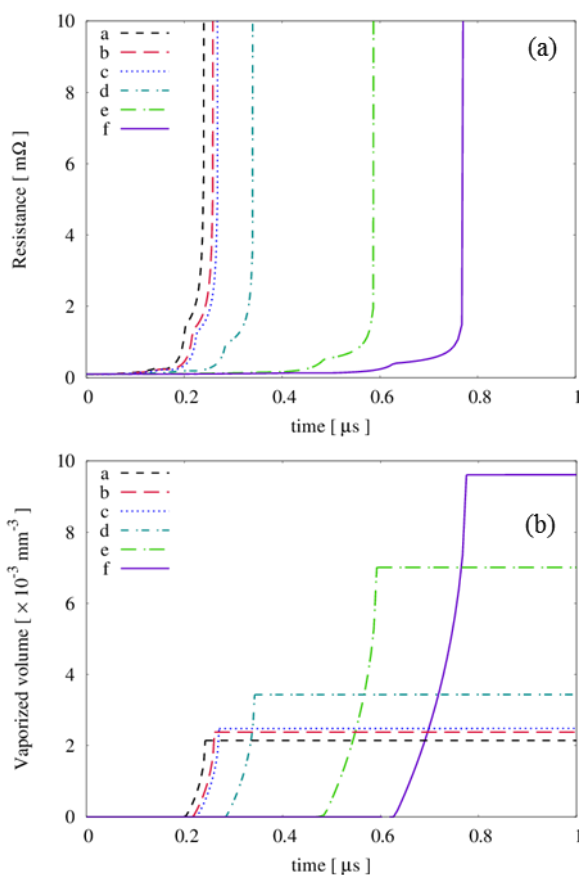 (a)
a
b
c
d
e
f
10
8
6
4
2
0
Resistance [ mΩ ]
0 0.2 0.4 0.6 0.8 1
time [ μs ]
(b)
a
b
c
d
e
f
10
8
6
4
2
0
Vaporized volume [ × 10⁻³ mm⁻³ ]
0 0.2 0.4 0.6 0.8 1
time [ μs ]